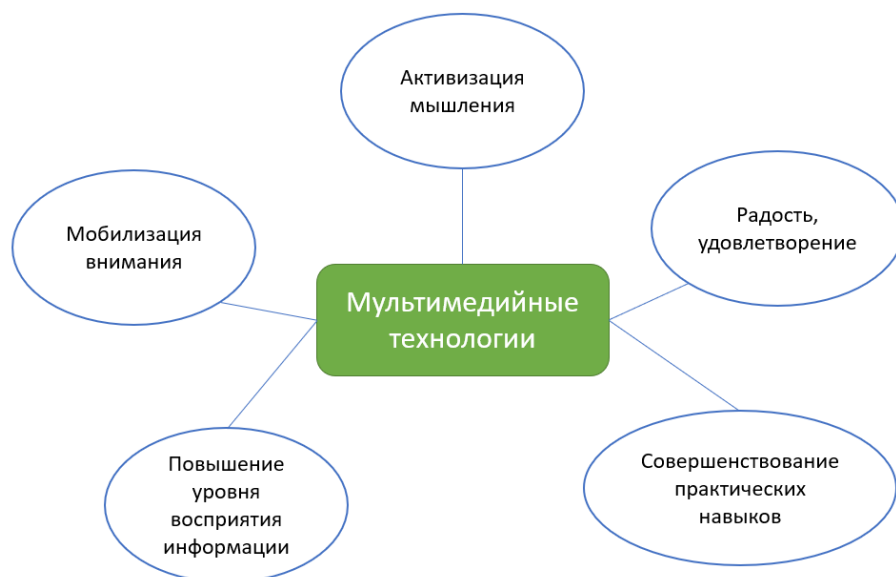 Активизация
мышления
Мобилизация
внимания
Радость,
удовлетворение
Мультимедийные
технологии
Повышение
уровня
восприятия
информации
Совершенствование
практических
навыков